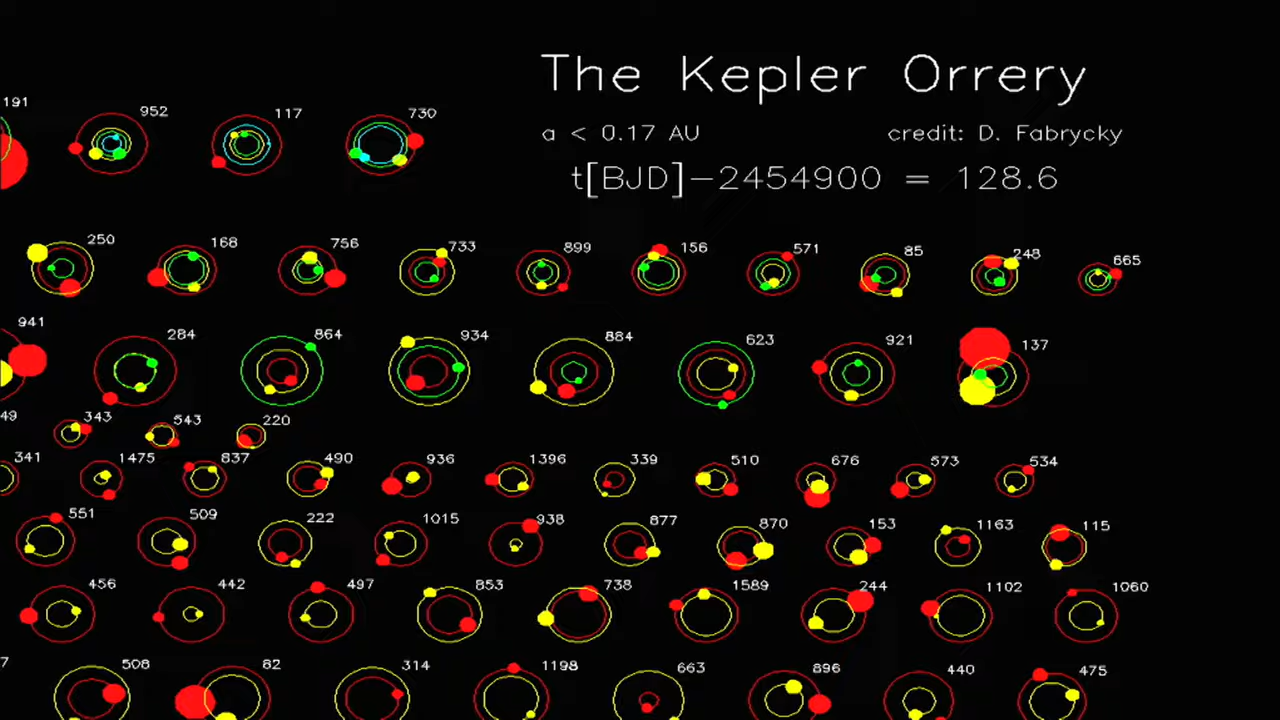 The Kepler Orrery
a < 0.17 AU credit: D. Fabrycky
t[BJD]-2454900 = 128.6
191 952 117 730
250 168 756 733 899 156 571 85 248 665
941 284 864 934 884 623 921 137
49 343 543 220
341 1475 837 490 936 1396 339 510 676 573 534
551 509 222 1015 938 877 870 153 1163 115
456 442 497 853 738 1589 244 1102 1060
7 508 82 314 1198 663 896 440 475